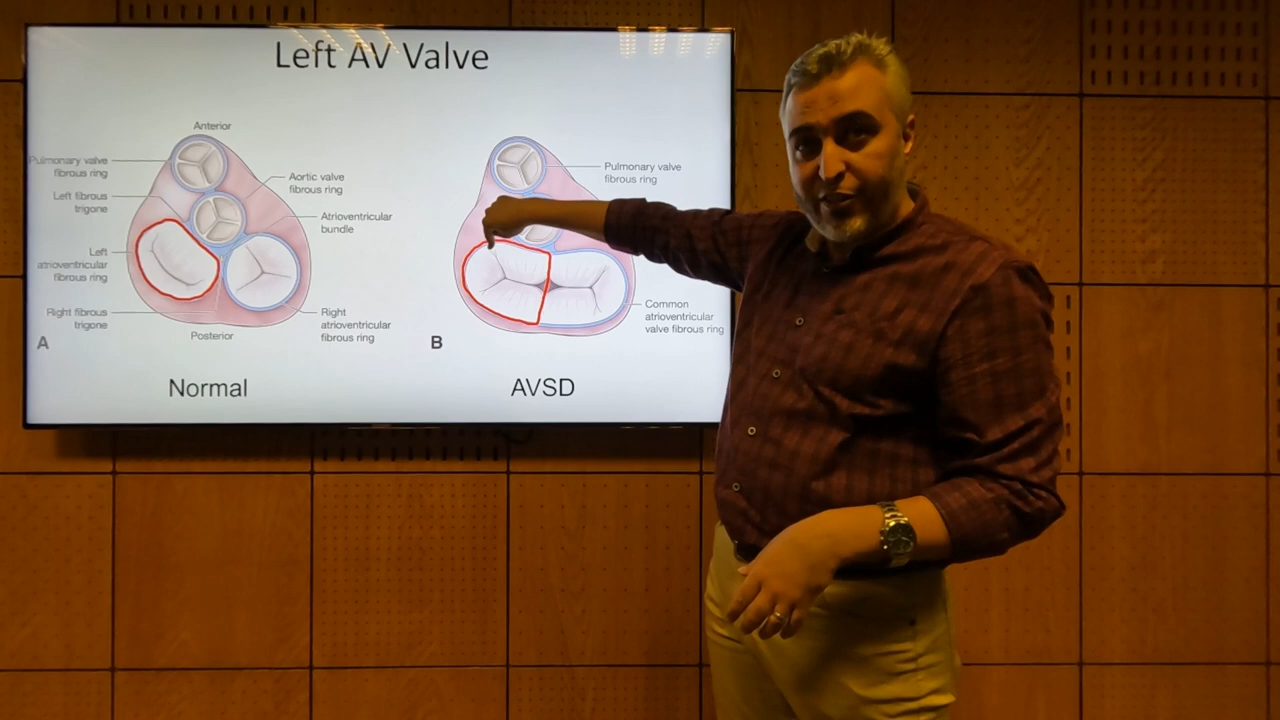 Left AV Valve
Anterior
Pulmonary valve
fibrous ring
Left fibrous
trigone
Left
atrioventricular
fibrous ring
Right fibrous
trigone
Aortic valve
fibrous ring
Atrioventricular
bundle
Right
atrioventricular
fibrous ring
Posterior
A
Normal
Pulmonary valve
fibrous ring
Common
atrioventricular
valve fibrous ring
B
AVSD